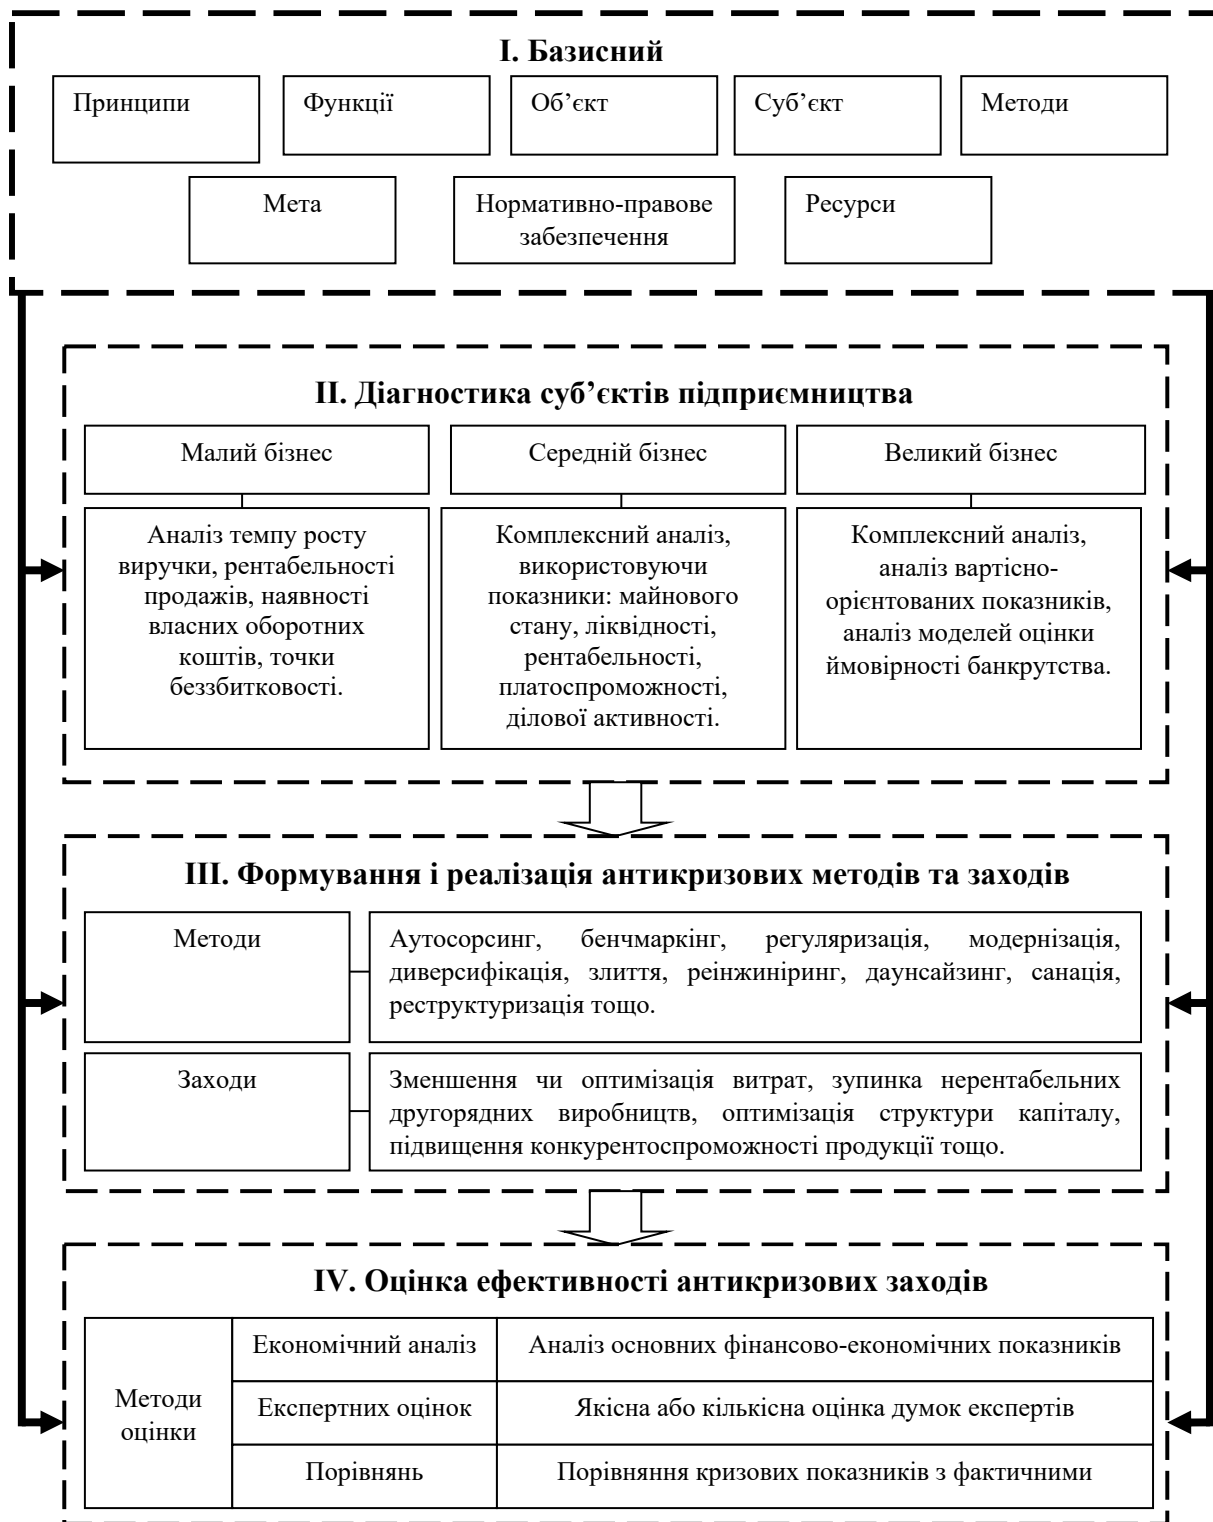 І. Базисний
Принципи
Функції
Об’єкт
Суб’єкт
Методи
Мета
Нормативно-правове
забезпечення
Ресурси
ІІ. Діагностика суб’єктів підприємництва
Малий бізнес
Середній бізнес
Великий бізнес
Аналіз темпу росту
виручки, рентабельності
продажів, наявності
власних оборотних
коштів, точки
беззбитковості.
Комплексний аналіз,
використовуючи
показники: майнового
стану, ліквідності,
рентабельності,
платоспроможності,
ділової активності.
Комплексний аналіз,
аналіз вартісно-
орієнтованих показників,
аналіз моделей оцінки
ймовірності банкрутства.
ІІІ. Формування і реалізація антикризових методів та заходів
Методи
Аутосорсинг, бенчмаркінг, регуляризація, модернізація,
диверсифікація, злиття, реінжиніринг, даунсайзинг, санація,
реструктуризація тощо.
Заходи
Зменшення чи оптимізація витрат, зупинка нерентабельних
другорядних виробництв, оптимізація структури капіталу,
підвищення конкурентоспроможності продукції тощо.
IV. Оцінка ефективності антикризових заходів
Методи
оцінки
Економічний аналіз
Аналіз основних фінансово-економічних показників
Експертних оцінок
Якісна або кількісна оцінка думок експертів
Порівнянь
Порівняння кризових показників з фактичними